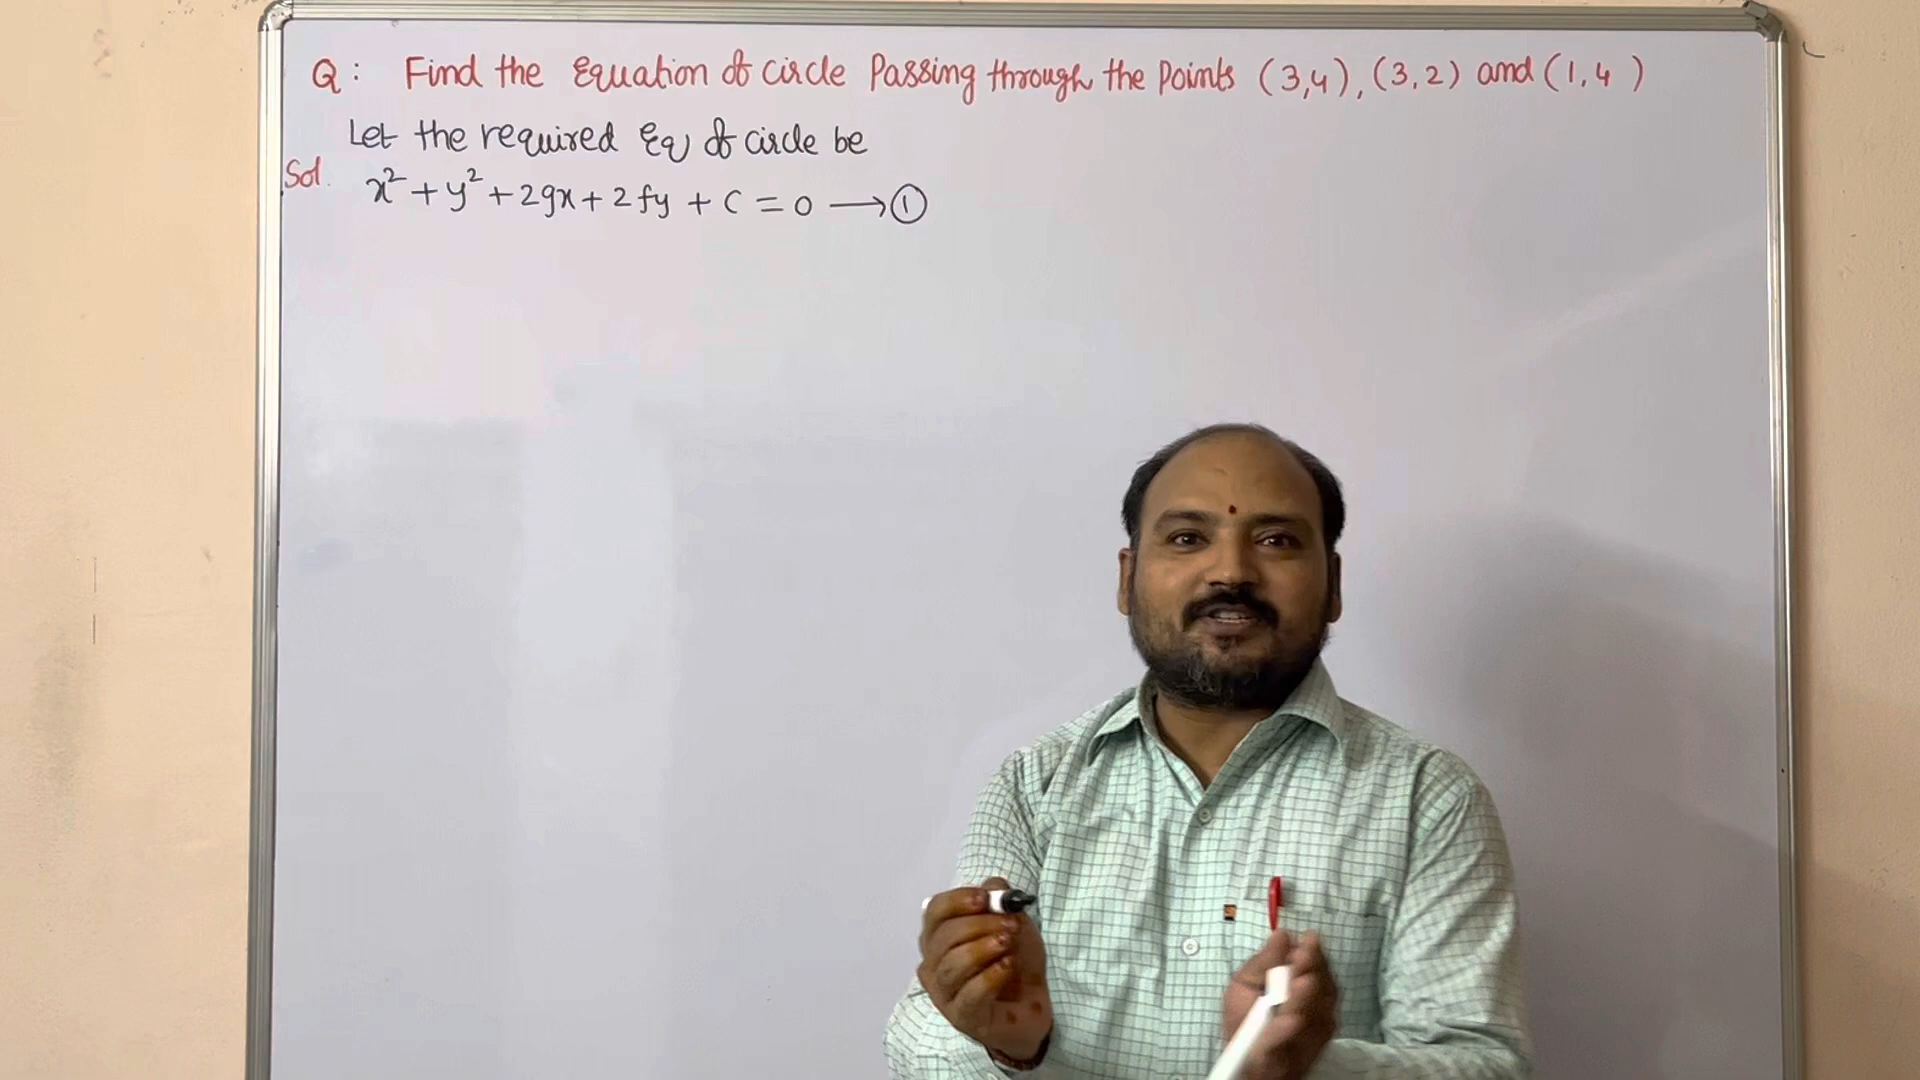 Q: Find the Equation of circle Passing through the Points (3,4), (3,2) and (1,4)
Let the required Eq of circle be
Sol. x² + y² + 2gx + 2fy + C = 0 → ①